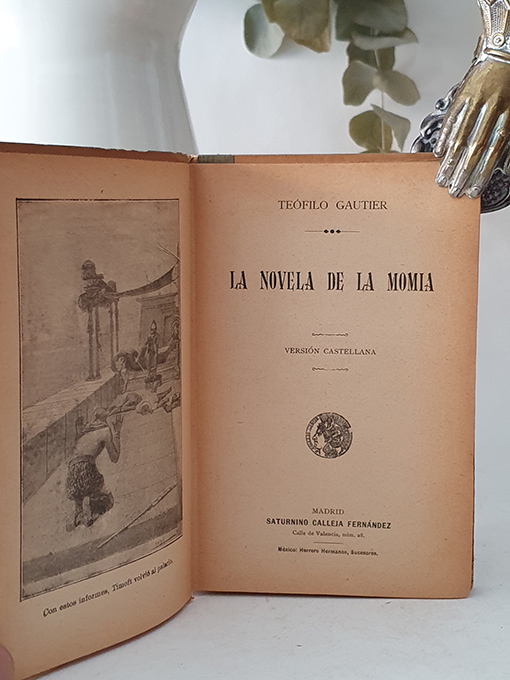 Con estos informes, Timoft volvió al palacio.
TEÓFILO GAUTIER
LA NOVELA DE LA MOMIA
VERSIÓN CASTELLANA
MADRID
SATURNINO CALLEJA FERNÁNDEZ
Calle de Valencia, núm. 28.
México: Herrero Hermanos, Sucesores.